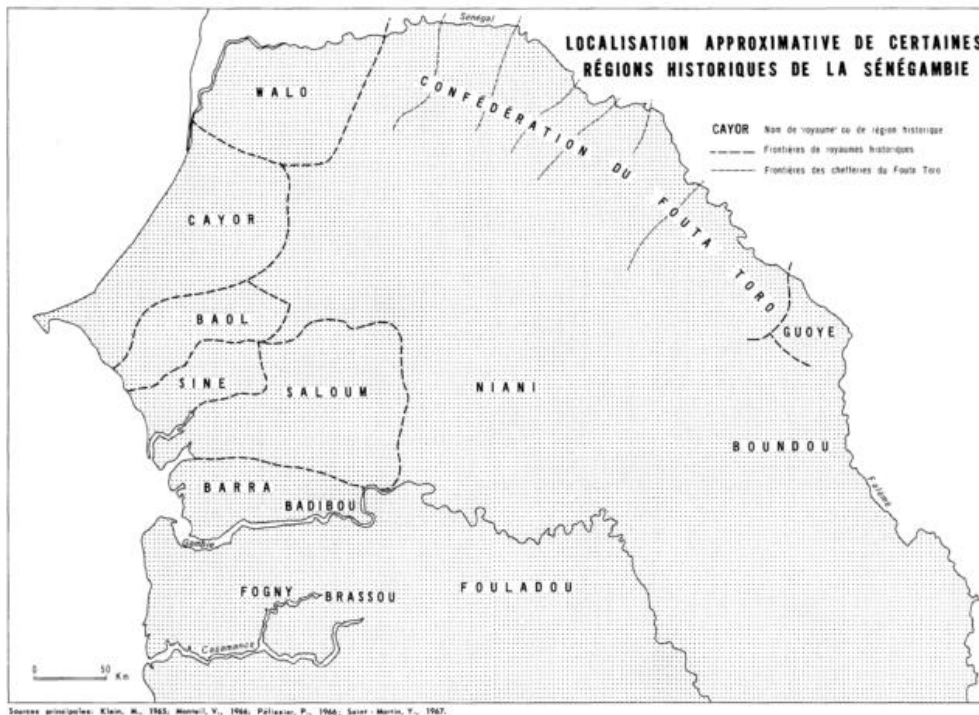 Sénégal
LOCALISATION APPROXIMATIVE DE CERTAINES
RÉGIONS HISTORIQUES DE LA SÉNÉGAMBIE
WALO
CONFÉDÉRATION DU FOUTA TORO
CAYOR Nom de royaume ou de région historique
Frontières de royaumes historiques
Frontières des chefferies du Fouta Toro
CAYOR
BAOL
GUOYE
SINE
SALOUM
NIANI
BOUNDOU
BARRA
BADIBOU
Falémé
Gambie
FOGNY
BRASSOU
FOULADOU
Casamance
0 50
Km
Sources principales: Klein, M., 1965; Monteil, V., 1966; Pélissier, P., 1966; Saint-Martin, Y., 1967.